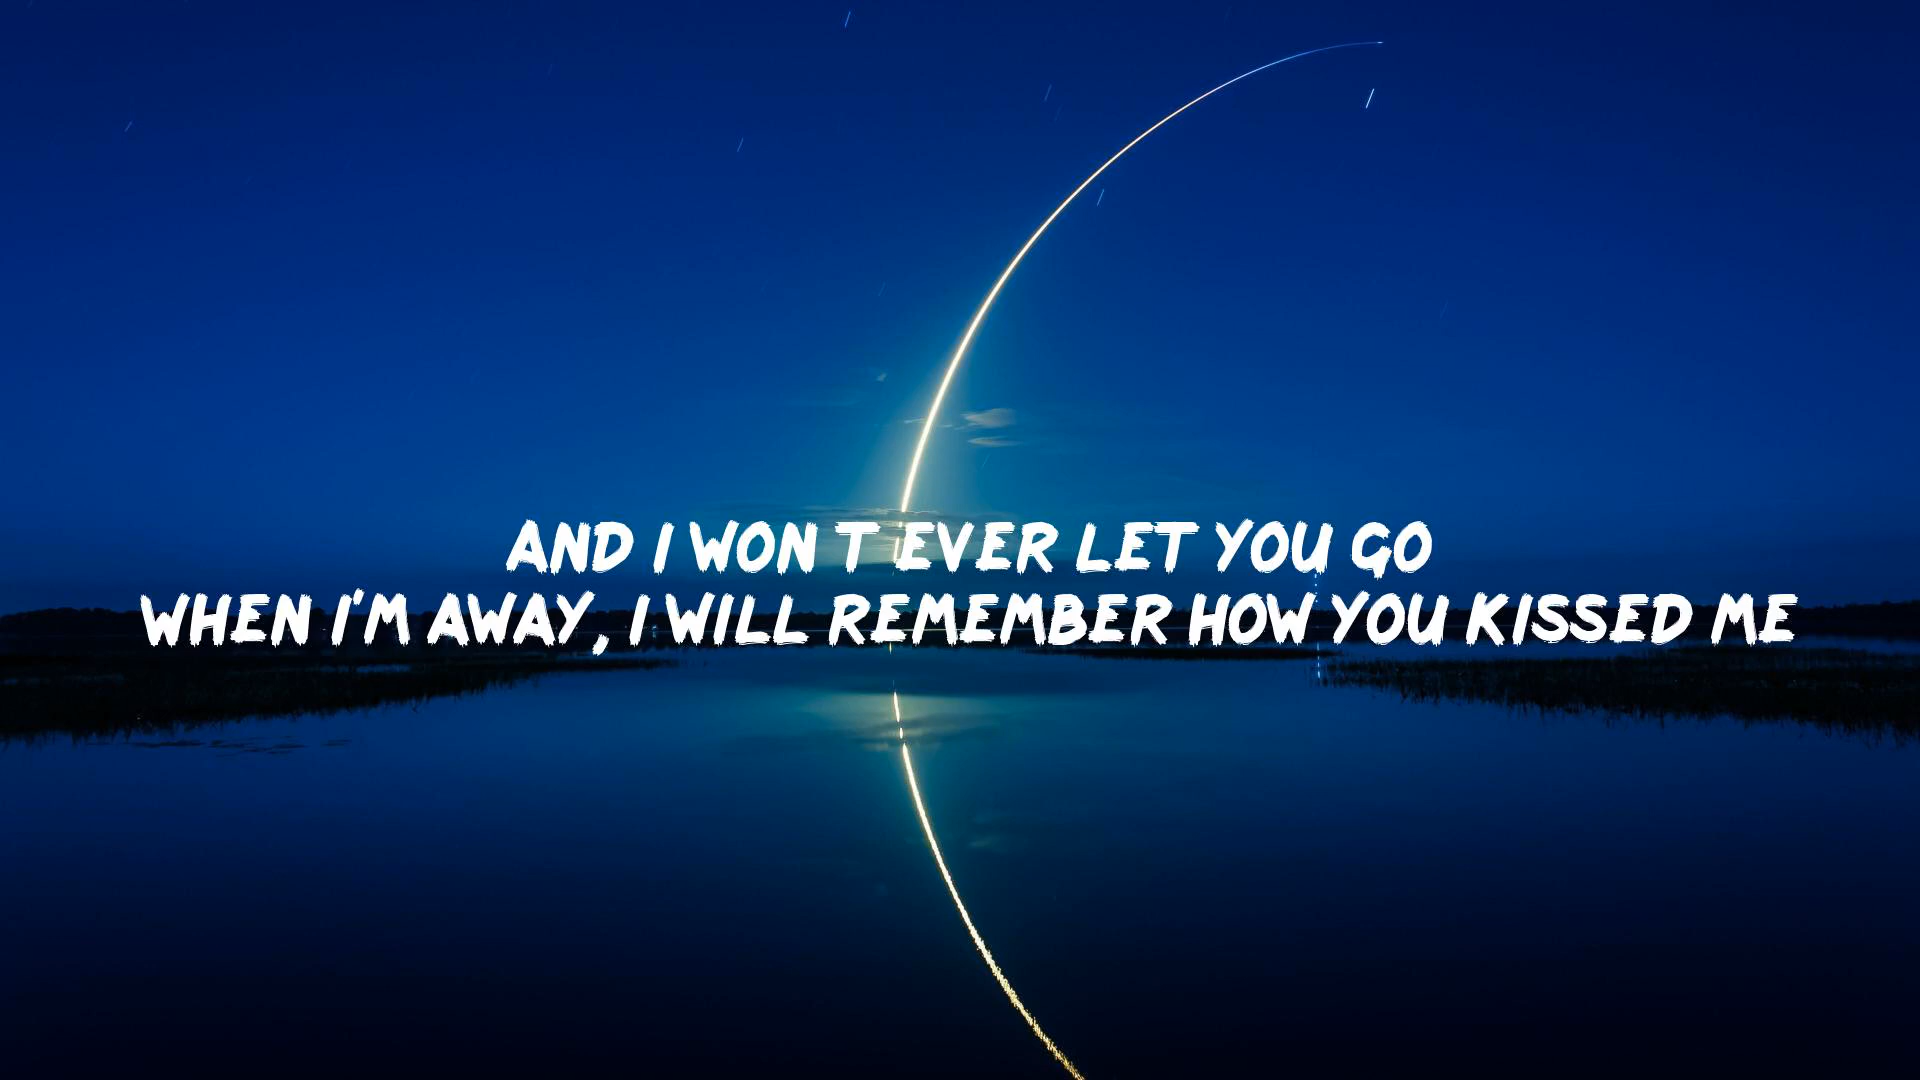 AND I WON T EVER LET YOU GO
WHEN I'M AWAY, I WILL REMEMBER HOW YOU KISSED ME